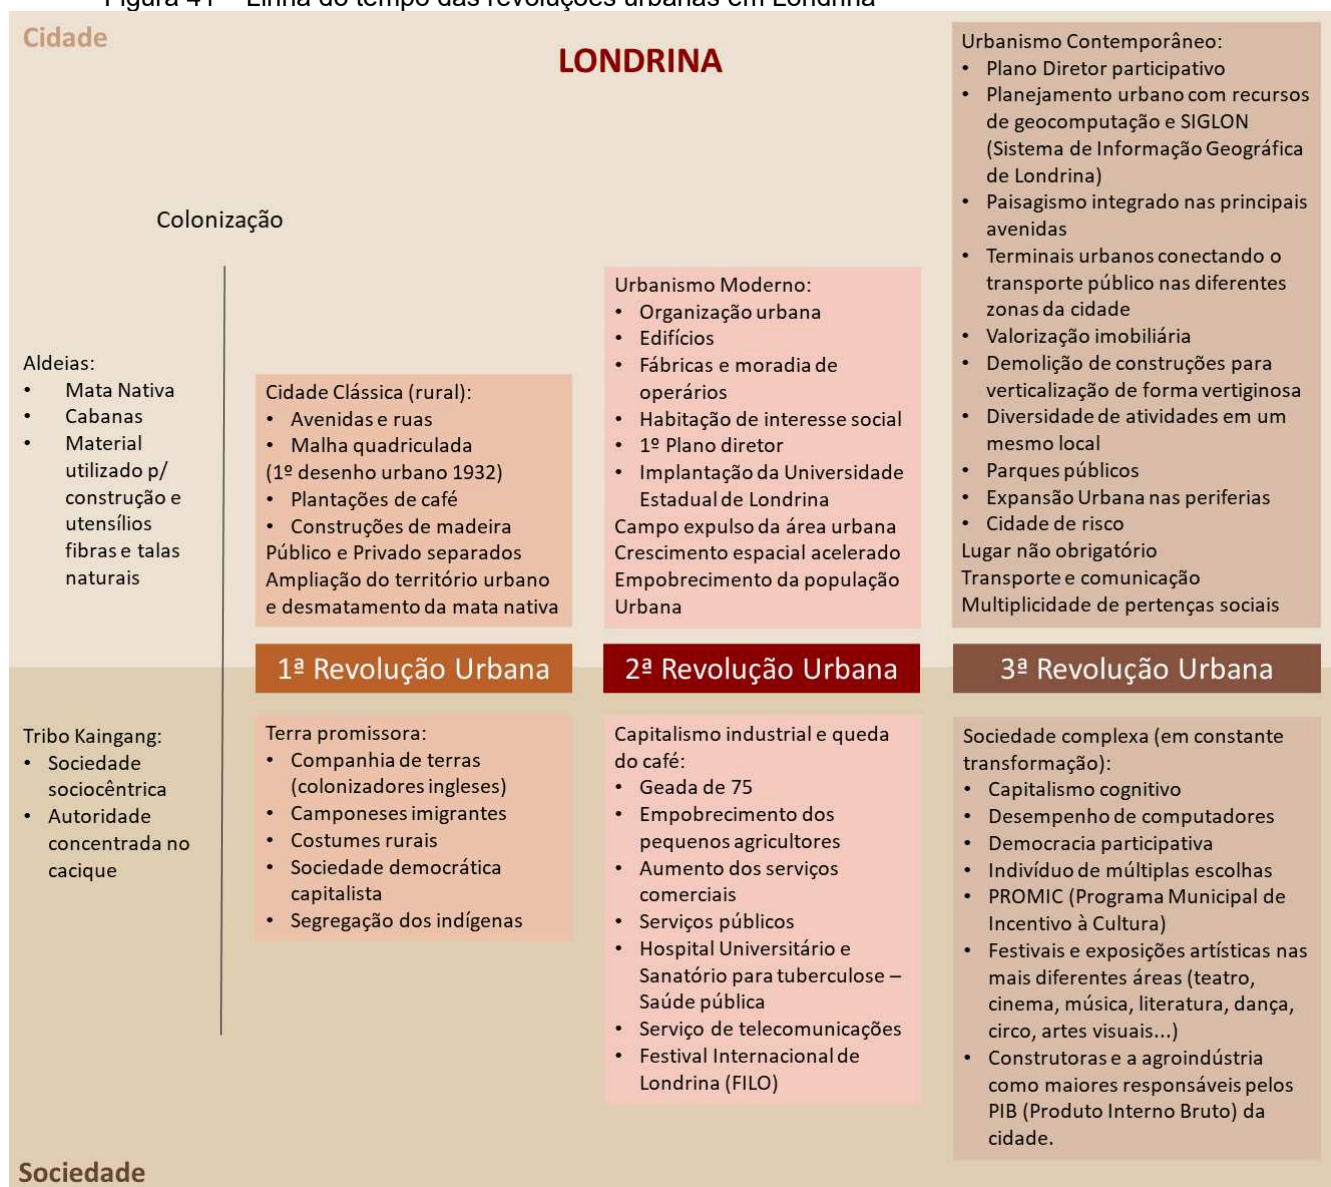 Figura 41 – Linha do tempo das revoluções urbanas em Londrina
Cidade
LONDRINA
Colonização
Aldeias:
• Mata Nativa
• Cabanas
• Material
utilizado p/
construção e
utensílios
fibras e talas
naturais
Cidade Clássica (rural):
• Avenidas e ruas
• Malha quadriculada
(1º desenho urbano 1932)
• Plantações de café
• Construções de madeira
Público e Privado separados
Ampliação do território urbano
e desmatamento da mata nativa
Urbanismo Moderno:
• Organização urbana
• Edifícios
• Fábricas e moradia de
operários
• Habitação de interesse social
• 1º Plano diretor
• Implantação da Universidade
Estadual de Londrina
Campo expulso da área urbana
Crescimento espacial acelerado
Empobrecimento da população
Urbana
Urbanismo Contemporâneo:
• Plano Diretor participativo
• Planejamento urbano com recursos
de geocomputação e SIGLON
(Sistema de Informação Geográfica
de Londrina)
• Paisagismo integrado nas principais
avenidas
• Terminais urbanos conectando o
transporte público nas diferentes
zonas da cidade
• Valorização imobiliária
• Demolição de construções para
verticalização de forma vertiginosa
• Diversidade de atividades em um
mesmo local
• Parques públicos
• Expansão Urbana nas periferias
• Cidade de risco
Lugar não obrigatório
Transporte e comunicação
Multiplicidade de pertenças sociais
1ª Revolução Urbana
2ª Revolução Urbana
3ª Revolução Urbana
Tribo Kaingang:
• Sociedade
sociocêntrica
• Autoridade
concentrada no
cacique
Terra promissora:
• Companhia de terras
(colonizadores ingleses)
• Camponeses imigrantes
• Costumes rurais
• Sociedade democrática
capitalista
• Segregação dos indígenas
Capitalismo industrial e queda
do café:
• Geada de 75
• Empobrecimento dos
pequenos agricultores
• Aumento dos serviços
comerciais
• Serviços públicos
• Hospital Universitário e
Sanatório para tuberculose –
Saúde pública
• Serviço de telecomunicações
• Festival Internacional de
Londrina (FILO)
Sociedade complexa (em constante
transformação):
• Capitalismo cognitivo
• Desempenho de computadores
• Democracia participativa
• Indivíduo de múltiplas escolhas
• PROMIC (Programa Municipal de
Incentivo à Cultura)
• Festivais e exposições artísticas nas
mais diferentes áreas (teatro,
cinema, música, literatura, dança,
circo, artes visuais...)
• Construtoras e a agroindústria
como maiores responsáveis pelos
PIB (Produto Interno Bruto) da
cidade.
Sociedade